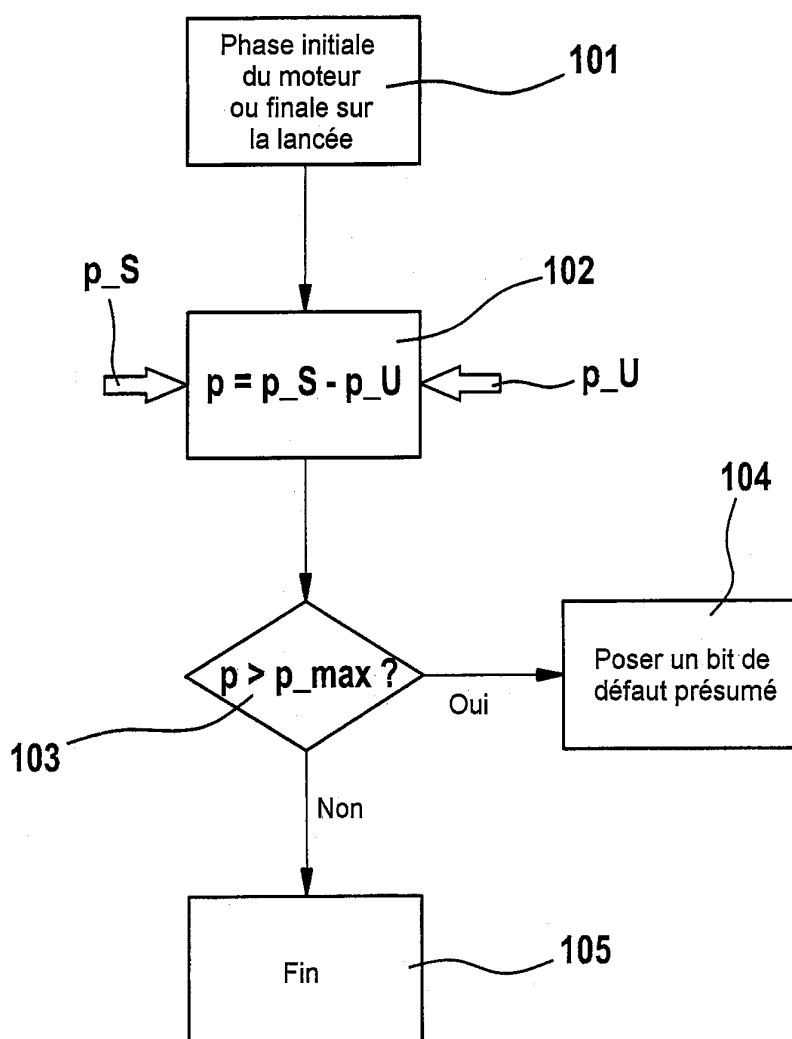 Phase initiale
du moteur
ou finale sur
la lancée
101
p_S
102
p = p_S - p_U
p_U
104
p > p_max ?
Oui
Poser un bit de
défaut présumé
103
Non
Fin
105